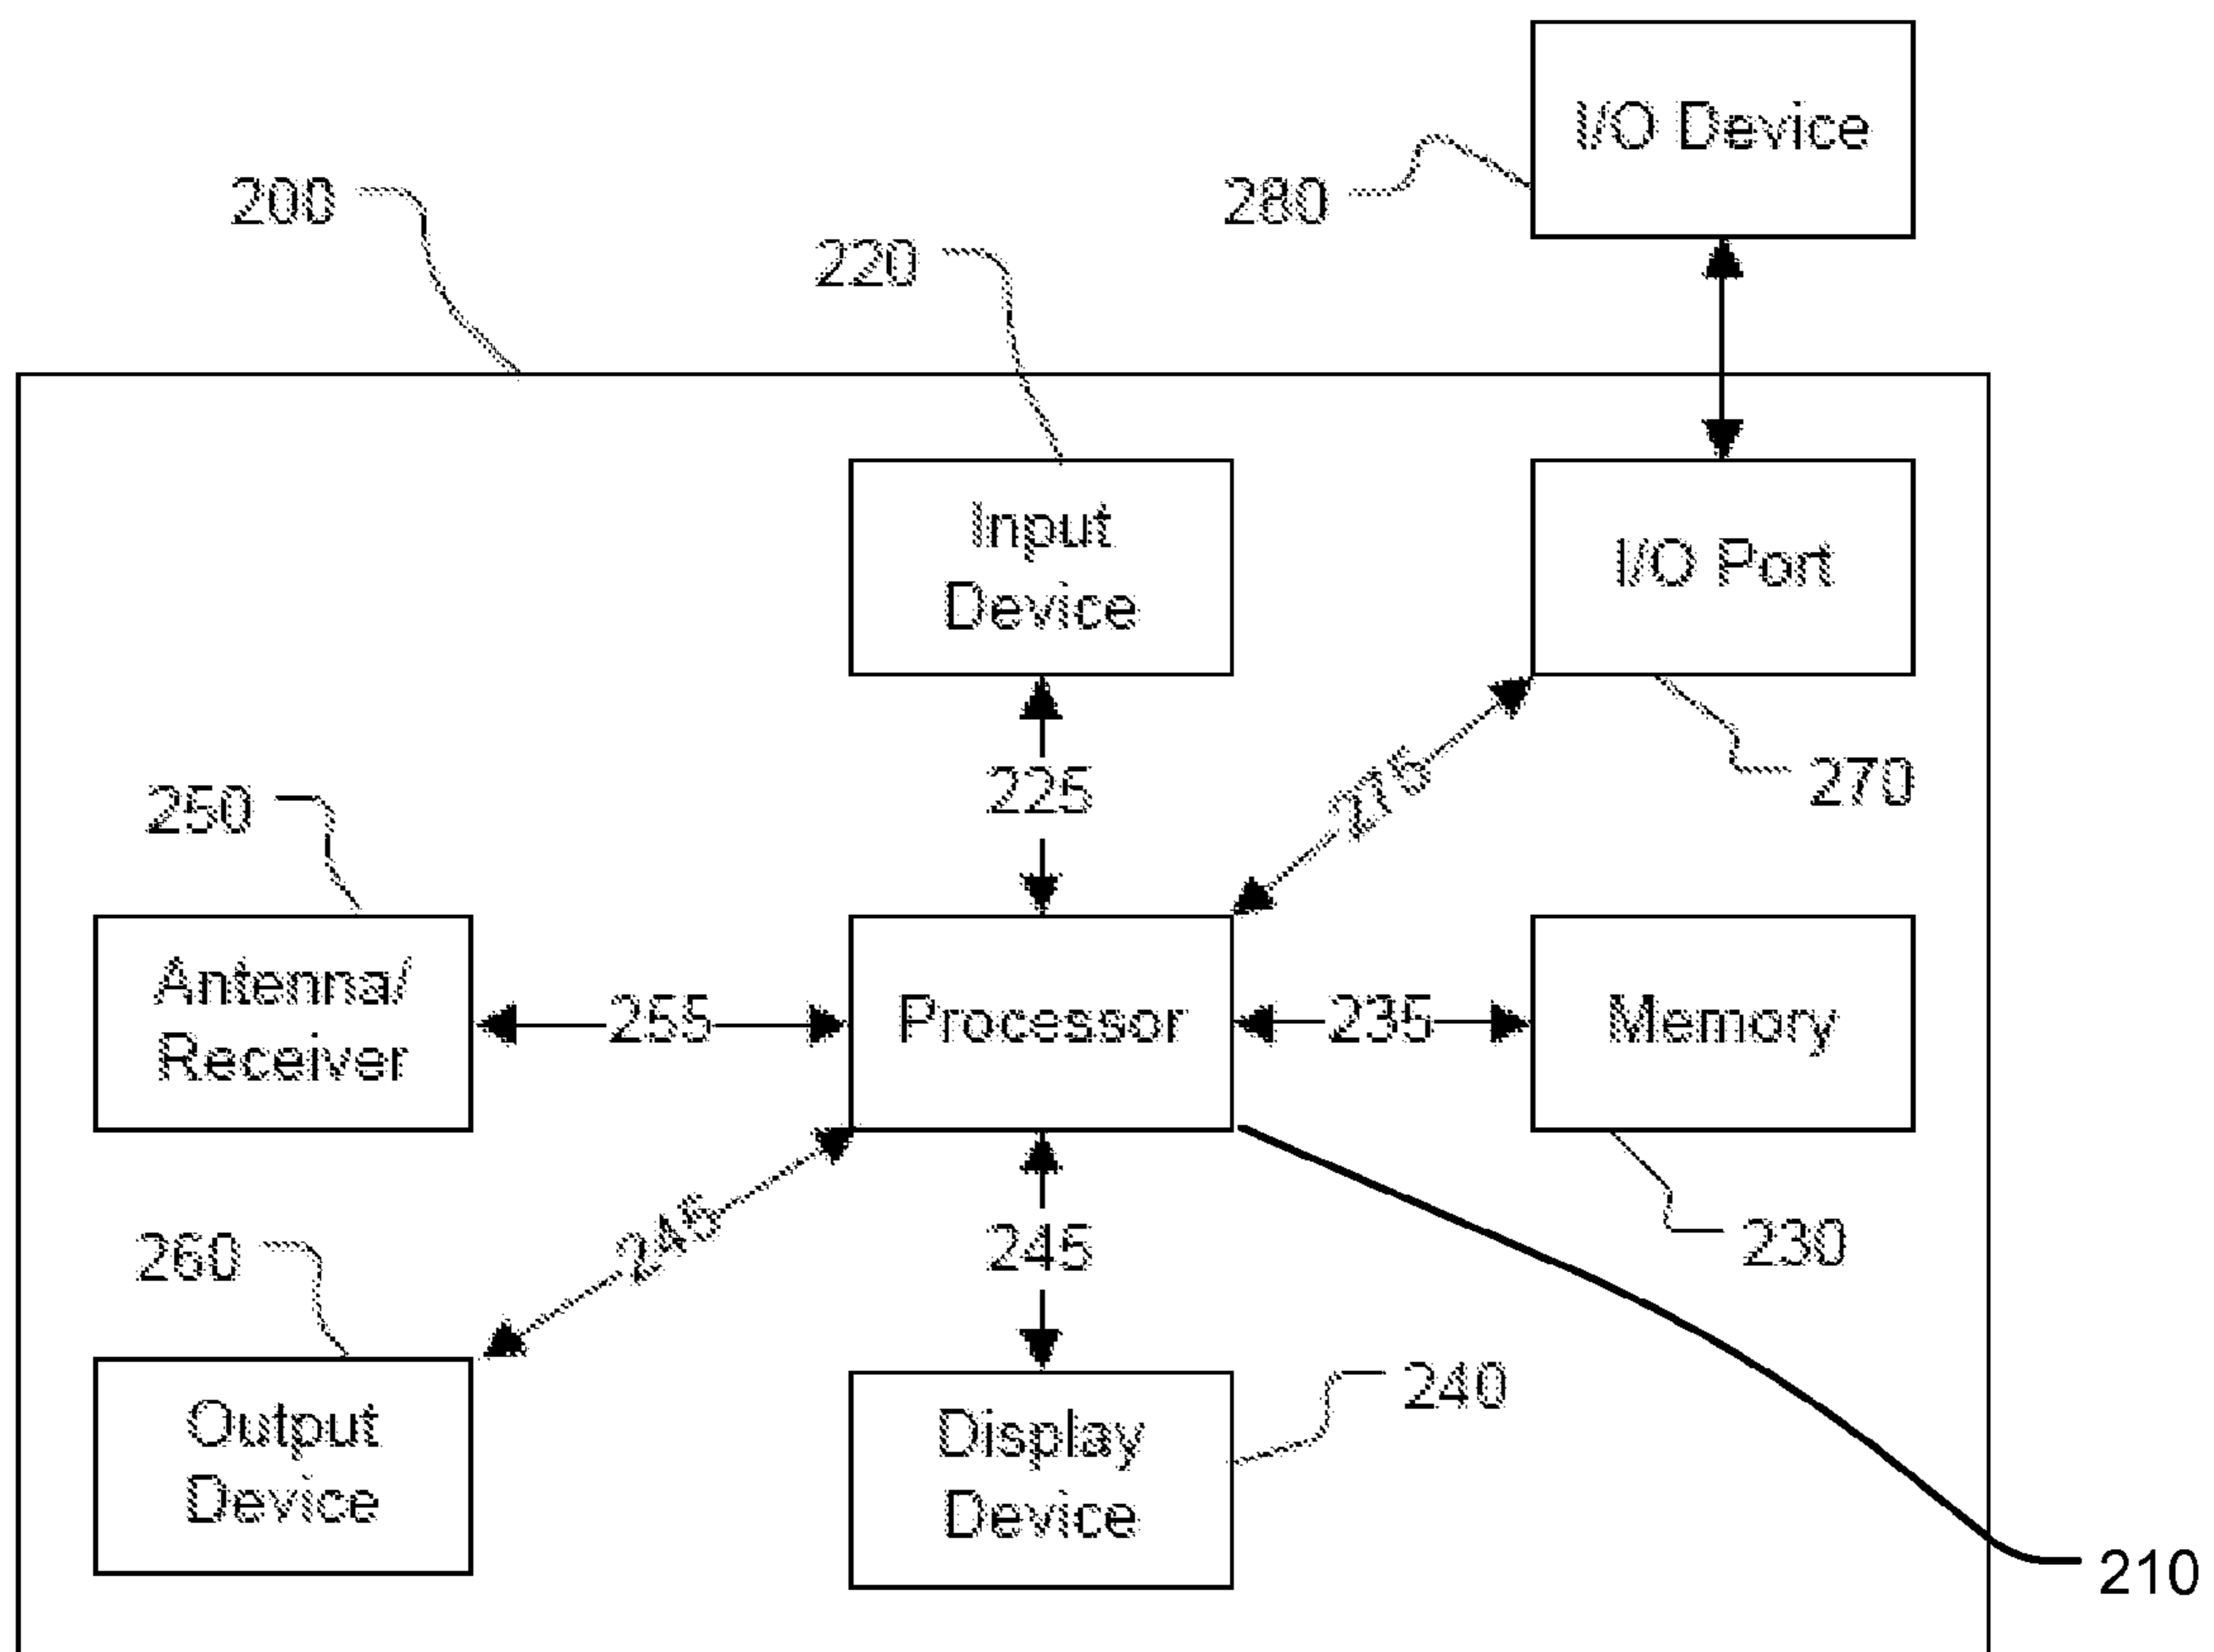 I/O Device
200
280
220
Input
Device
I/O Port
225
275
270
250
Antenna/
Receiver
255
Processor
235
Memory
245
245
230
260
Output
Device
Display
Device
240
210